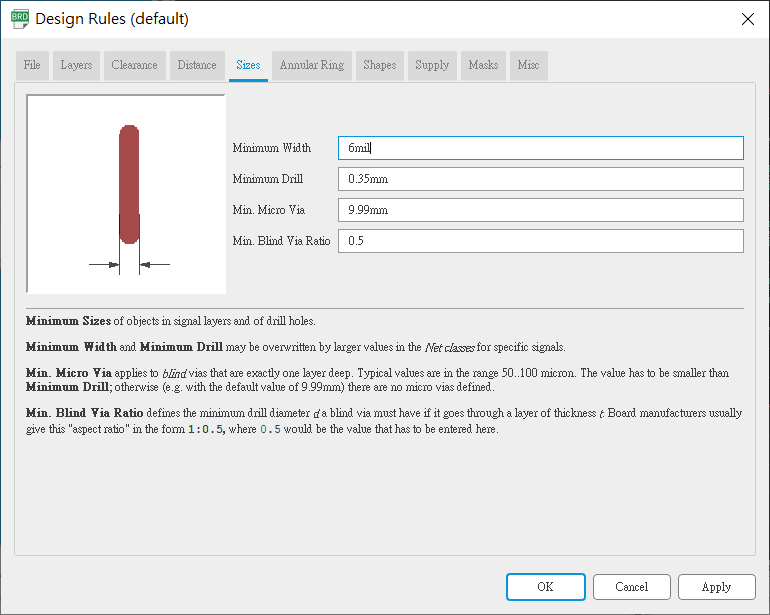 BRD
Design Rules (default)
File Layers Clearance Distance Sizes Annular Ring Shapes Supply Masks Misc
Minimum Width 6mil
Minimum Drill 0.35mm
Min. Micro Via 9.99mm
Min. Blind Via Ratio 0.5
Minimum Sizes of objects in signal layers and of drill holes.
Minimum Width and Minimum Drill may be overwritten by larger values in the Net classes for specific signals.
Min. Micro Via applies to blind vias that are exactly one layer deep. Typical values are in the range 50..100 micron. The value has to be smaller than
Minimum Drill; otherwise (e.g. with the default value of 9.99mm) there are no micro vias defined.
Min. Blind Via Ratio defines the minimum drill diameter d a blind via must have if it goes through a layer of thickness t. Board manufacturers usually
give this "aspect ratio" in the form 1:0.5, where 0.5 would be the value that has to be entered here.
OK Cancel Apply